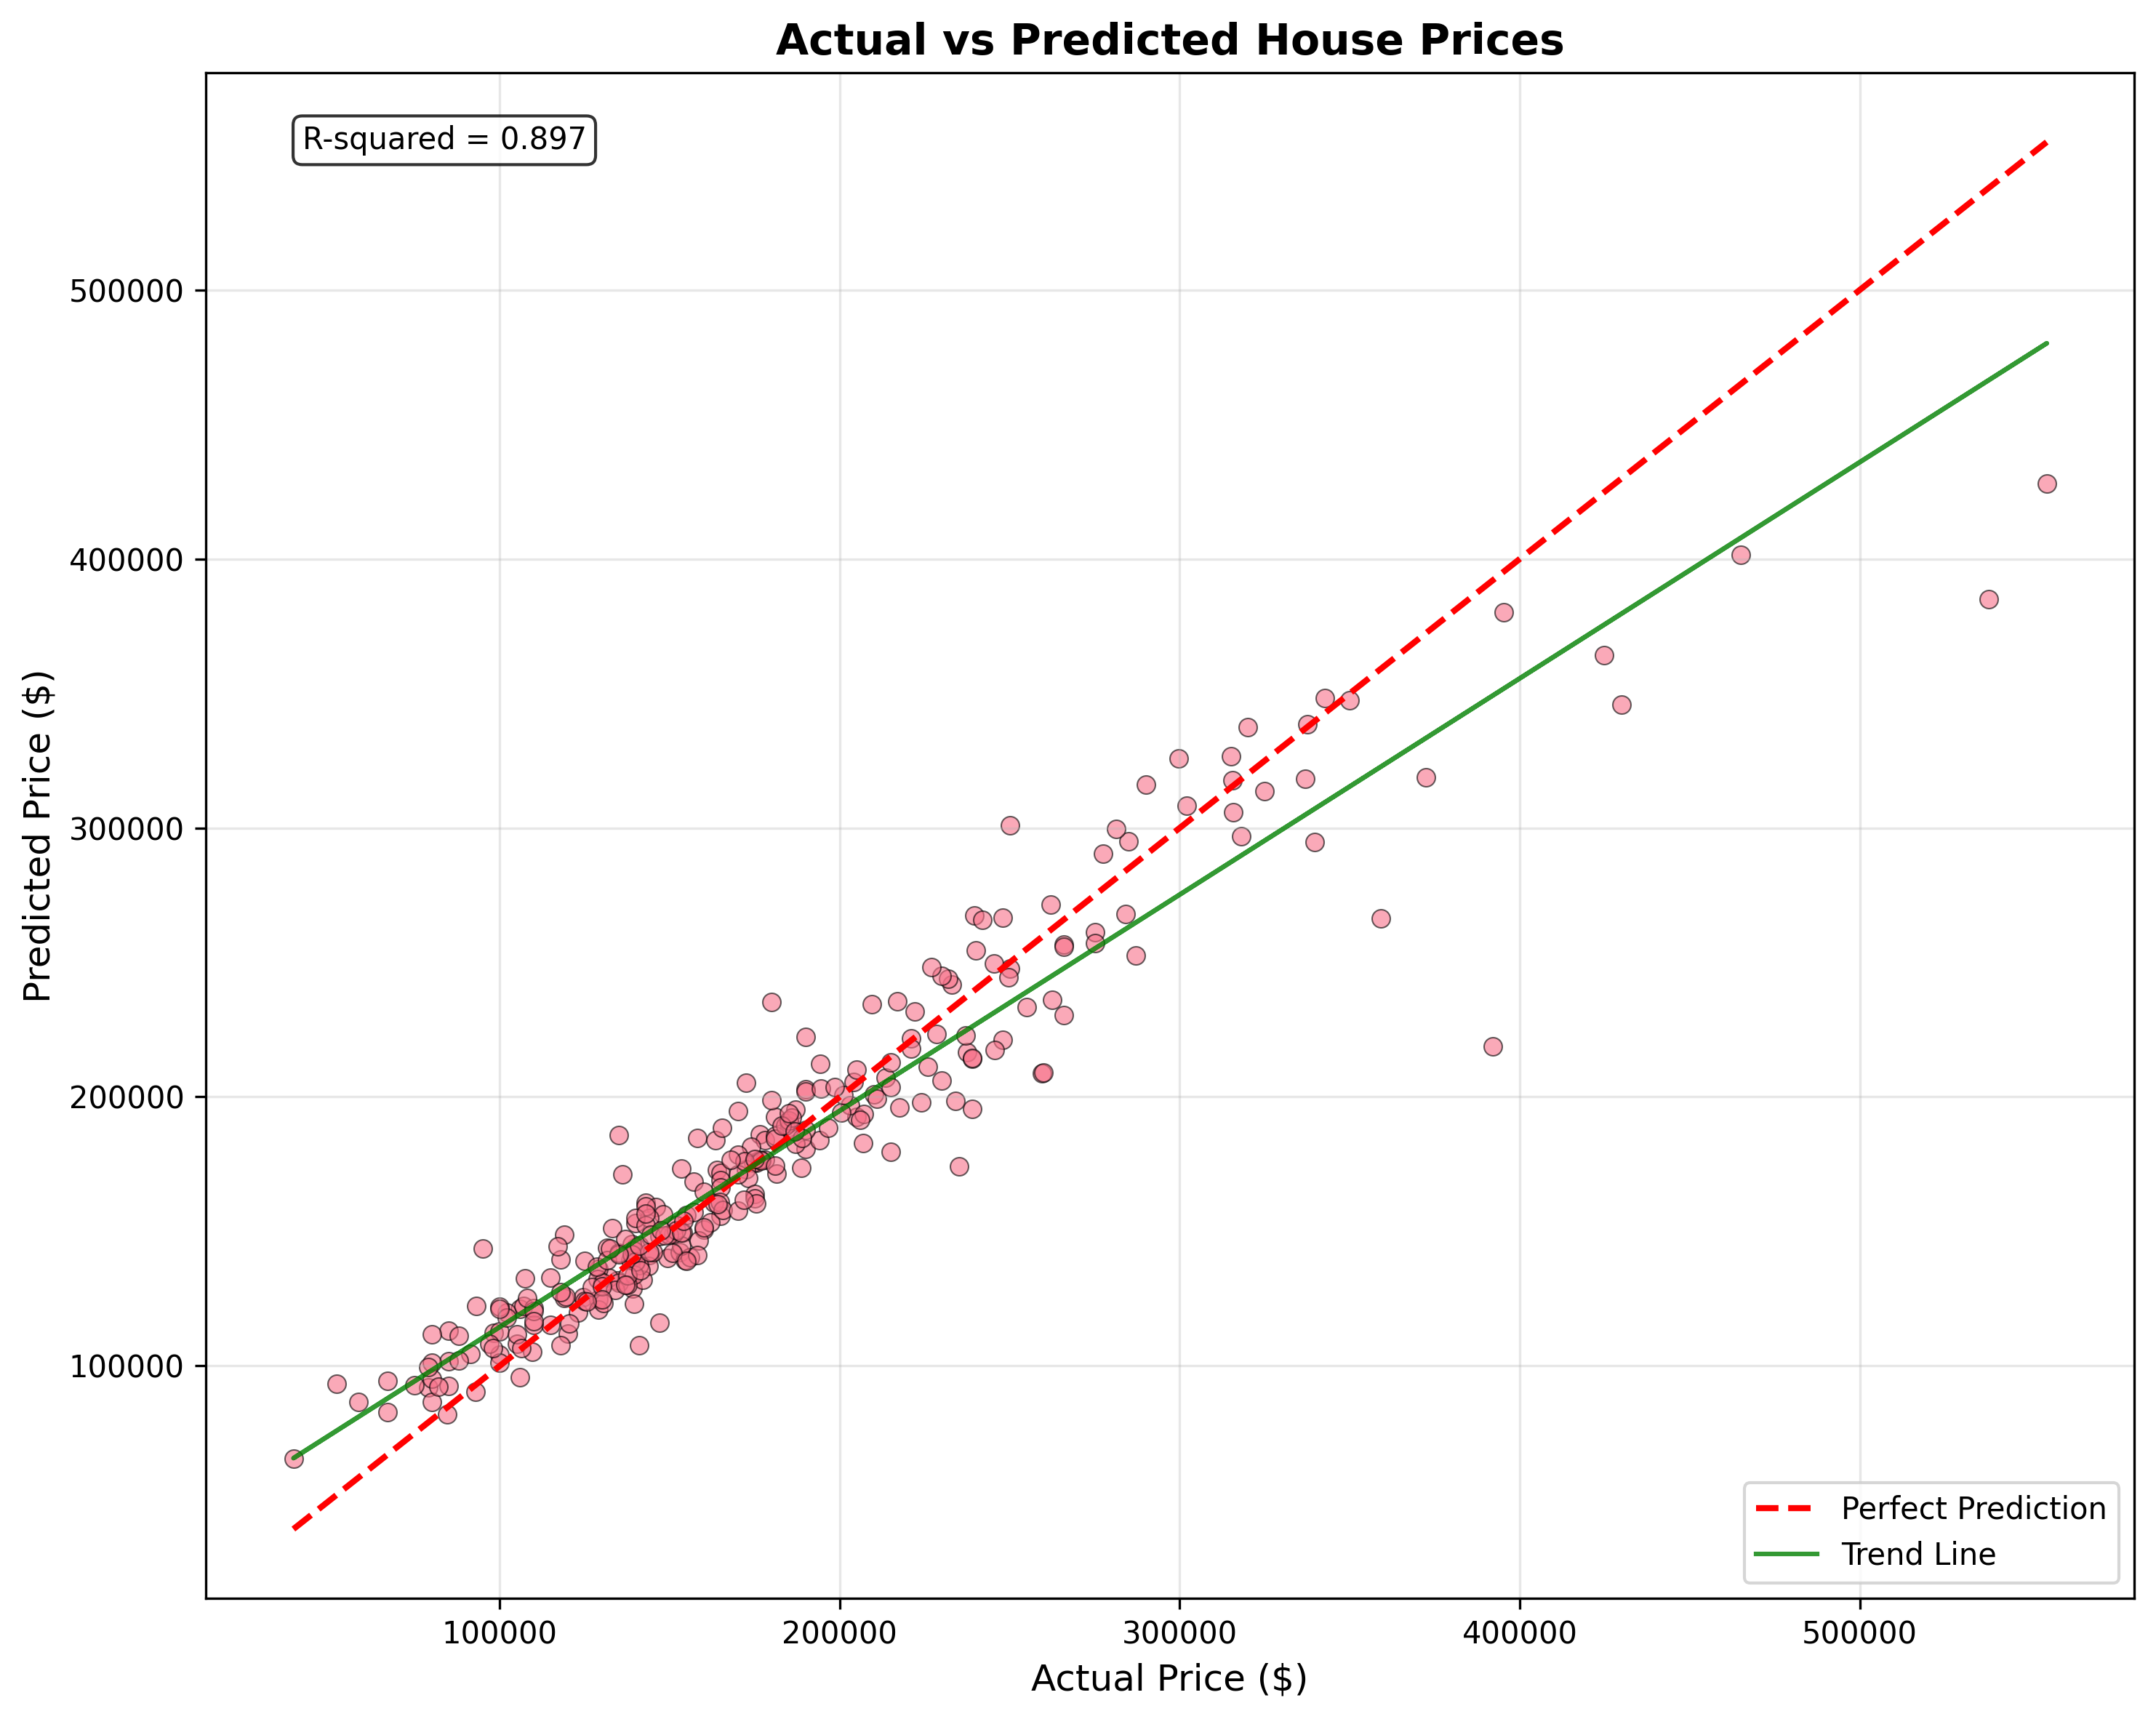 Actual vs Predicted House Prices
R-squared = 0.897
Predicted Price ($)
500000
400000
300000
200000
100000
100000
200000
300000
400000
500000
Actual Price ($)
Perfect Prediction
Trend Line